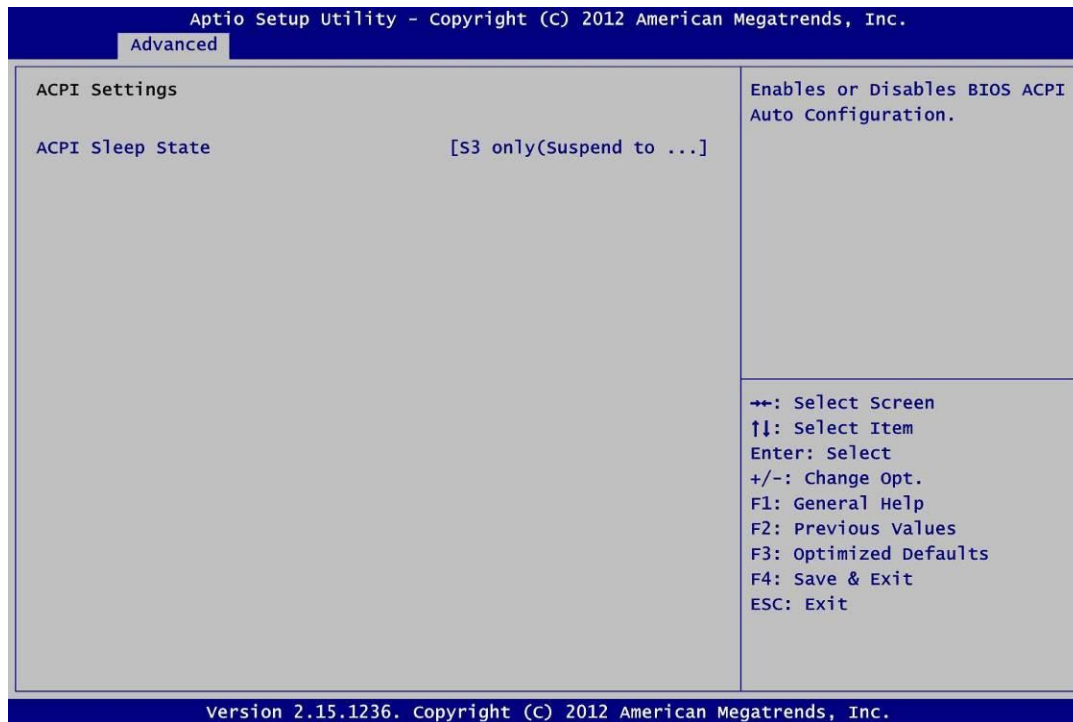 Aptio Setup Utility – Copyright (C) 2012 American Megatrends, Inc.
Advanced
ACPI Settings
ACPI Sleep State [S3 only(Suspend to ...]
Enables or Disables BIOS ACPI
Auto Configuration.
→←: Select Screen
↑↓: Select Item
Enter: Select
+/-: Change Opt.
F1: General Help
F2: Previous Values
F3: Optimized Defaults
F4: Save & Exit
ESC: Exit
Version 2.15.1236. Copyright (C) 2012 American Megatrends, Inc.